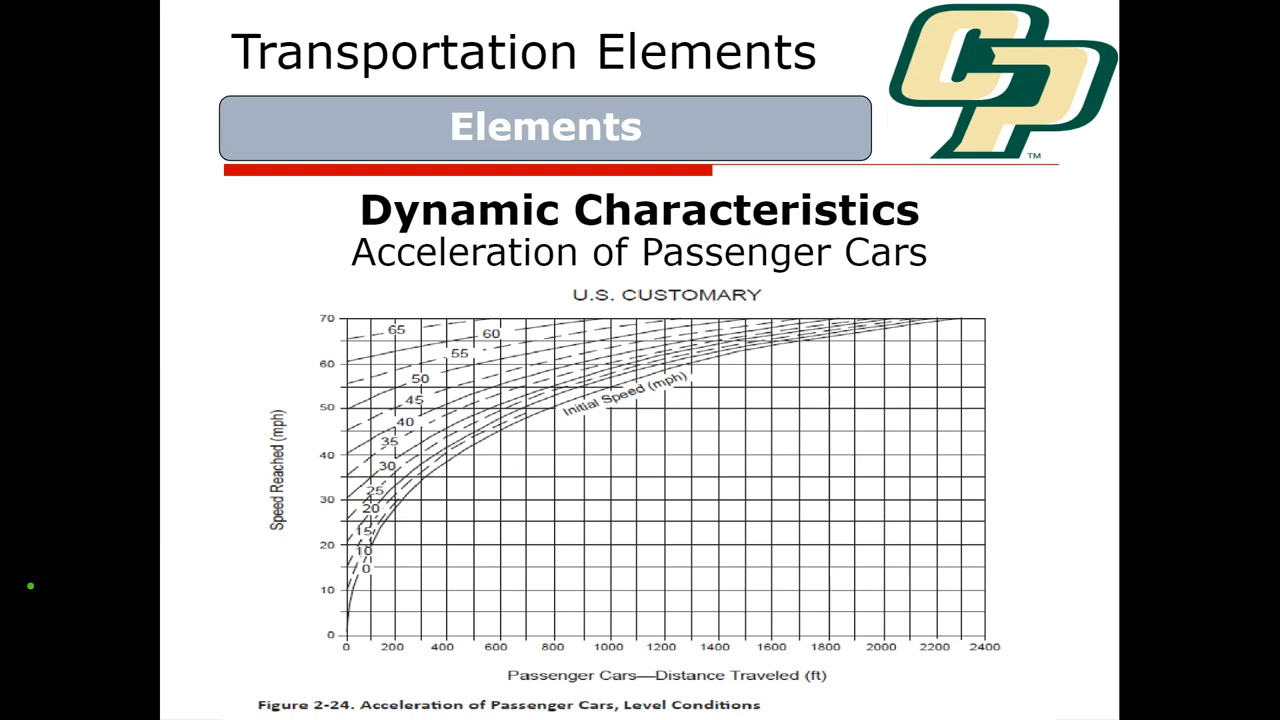 Transportation Elements
CP
TM
Elements
Dynamic Characteristics
Acceleration of Passenger Cars
U.S. CUSTOMARY
70
60
50
40
30
20
10
0
Speed Reached (mph)
65
60
55
50
45
40
35
30
25
20
15
10
0
Initial Speed (mph)
0 200 400 600 800 1000 1200 1400 1600 1800 2000 2200 2400
Passenger Cars—Distance Traveled (ft)
Figure 2-24. Acceleration of Passenger Cars, Level Conditions